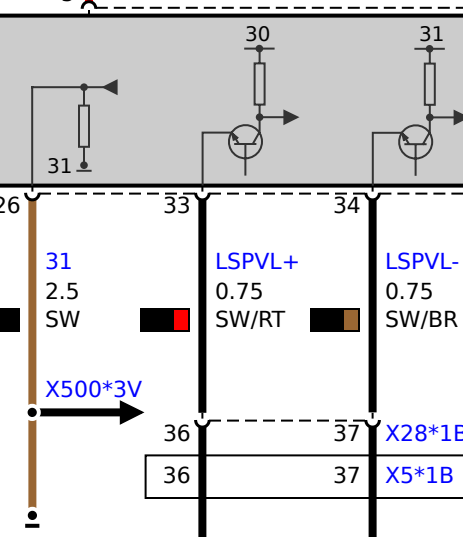 30 31
31
26 33 34
31 LSPVL+ LSPVL-
2.5 0.75 0.75
SW SW/RT SW/BR
X500*3V
36 37 X28*1B
36 37 X5*1B